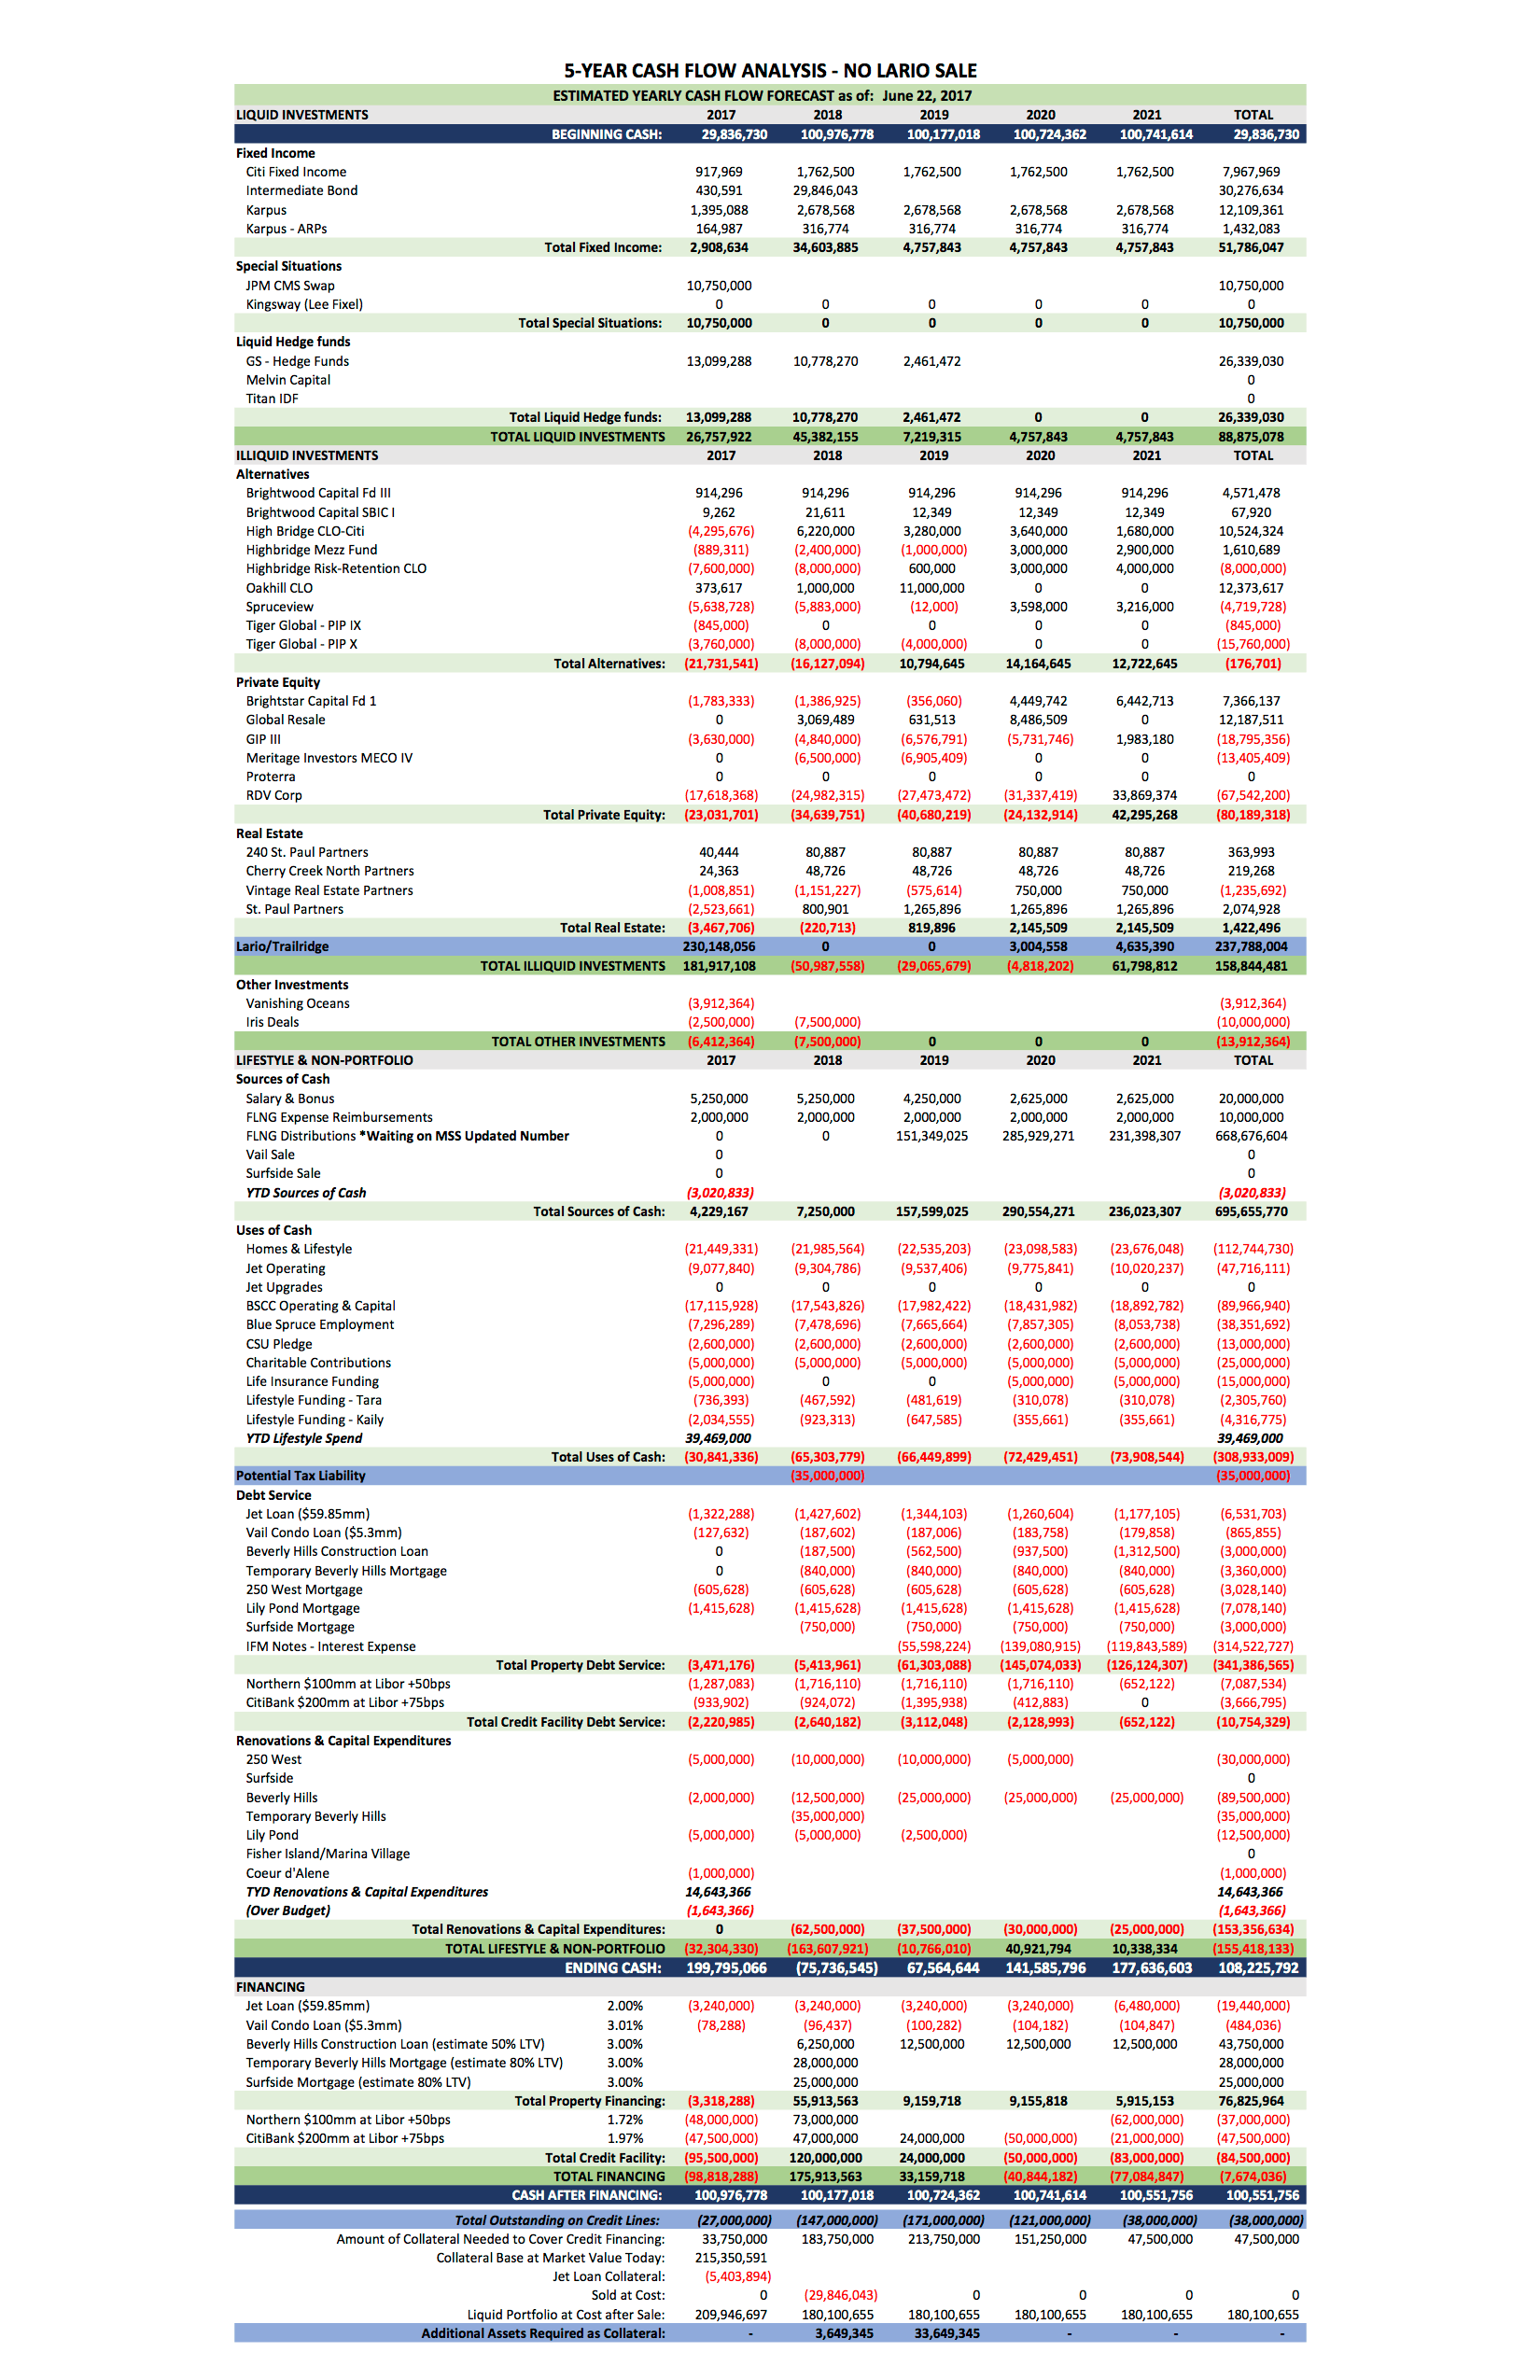 5-YEAR CASH FLOW ANALYSIS - NO LARIO SALE
ESTIMATED YEARLY CASH FLOW FORECAST as of: June 22, 2017
LIQUID INVESTMENTS 2017 2018 2019 2020 2021 TOTAL
BEGINNING CASH: 29,836,730 100,976,778 100,177,018 100,724,362 100,741,614 29,836,730
Fixed Income
Citi Fixed Income 917,969 1,762,500 1,762,500 1,762,500 1,762,500 7,967,969
Intermediate Bond 430,591 29,846,043 30,276,634
Karpus 1,395,088 2,678,568 2,678,568 2,678,568 2,678,568 12,109,361
Karpus - ARPs 164,987 316,774 316,774 316,774 316,774 1,432,083
Total Fixed Income: 2,908,634 34,603,885 4,757,843 4,757,843 4,757,843 51,786,047
Special Situations
JPM CMS Swap 10,750,000 10,750,000
Kingsway (Lee Fixel) 0 0 0 0 0 0
Total Special Situations: 10,750,000 0 0 0 0 10,750,000
Liquid Hedge funds
GS - Hedge Funds 13,099,288 10,778,270 2,461,472 26,339,030
Melvin Capital 0
Titan IDF 0
Total Liquid Hedge funds: 13,099,288 10,778,270 2,461,472 0 0 26,339,030
TOTAL LIQUID INVESTMENTS 26,757,922 45,382,155 7,219,315 4,757,843 4,757,843 88,875,078
ILLIQUID INVESTMENTS 2017 2018 2019 2020 2021 TOTAL
Alternatives
Brightwood Capital Fd III 914,296 914,296 914,296 914,296 914,296 4,571,478
Brightwood Capital SBIC I 9,262 21,611 12,349 12,349 12,349 67,920
High Bridge CLO-Citi (4,295,676) 6,220,000 3,280,000 3,640,000 1,680,000 10,524,324
Highbridge Mezz Fund (889,311) (2,400,000) (1,000,000) 3,000,000 2,900,000 1,610,689
Highbridge Risk-Retention CLO (7,600,000) (8,000,000) 600,000 3,000,000 4,000,000 (8,000,000)
Oakhill CLO 373,617 1,000,000 11,000,000 0 0 12,373,617
Spruceview (5,638,728) (5,883,000) (12,000) 3,598,000 3,216,000 (4,719,728)
Tiger Global - PIP IX (845,000) 0 0 0 0 (845,000)
Tiger Global - PIP X (3,760,000) (8,000,000) (4,000,000) 0 0 (15,760,000)
Total Alternatives: (21,731,541) (16,127,094) 10,794,645 14,164,645 12,722,645 (176,701)
Private Equity
Brightstar Capital Fd 1 (1,783,333) (1,386,925) (356,060) 4,449,742 6,442,713 7,366,137
Global Resale 0 3,069,489 631,513 8,486,509 0 12,187,511
GIP III (3,630,000) (4,840,000) (6,576,791) (5,731,746) 1,983,180 (18,795,356)
Meritage Investors MECO IV 0 (6,500,000) (6,905,409) 0 0 (13,405,409)
Proterra 0 0 0 0 0 0
RDV Corp (17,618,368) (24,982,315) (27,473,472) (31,337,419) 33,869,374 (67,542,200)
Total Private Equity: (23,031,701) (34,639,751) (40,680,219) (24,132,914) 42,295,268 (80,189,318)
Real Estate
240 St. Paul Partners 40,444 80,887 80,887 80,887 80,887 363,993
Cherry Creek North Partners 24,363 48,726 48,726 48,726 48,726 219,268
Vintage Real Estate Partners (1,008,851) (1,151,227) (575,614) 750,000 750,000 (1,235,692)
St. Paul Partners (2,523,661) 800,901 1,265,896 1,265,896 1,265,896 2,074,928
Total Real Estate: (3,467,706) (220,713) 819,896 2,145,509 2,145,509 1,422,496
Lario/Trailridge 230,148,056 0 0 3,004,558 4,635,390 237,788,004
TOTAL ILLIQUID INVESTMENTS 181,917,108 (50,987,558) (29,065,679) (4,818,202) 61,798,812 158,844,481
Other Investments
Vanishing Oceans (3,912,364) (3,912,364)
Iris Deals (2,500,000) (7,500,000) (10,000,000)
TOTAL OTHER INVESTMENTS (6,412,364) (7,500,000) 0 0 0 (13,912,364)
LIFESTYLE & NON-PORTFOLIO 2017 2018 2019 2020 2021 TOTAL
Sources of Cash
Salary & Bonus 5,250,000 5,250,000 4,250,000 2,625,000 2,625,000 20,000,000
FLNG Expense Reimbursements 2,000,000 2,000,000 2,000,000 2,000,000 2,000,000 10,000,000
FLNG Distributions *Waiting on MSS Updated Number 0 0 151,349,025 285,929,271 231,398,307 668,676,604
Vail Sale 0 0
Surfside Sale 0 0
YTD Sources of Cash (3,020,833) (3,020,833)
Total Sources of Cash: 4,229,167 7,250,000 157,599,025 290,554,271 236,023,307 695,655,770
Uses of Cash
Homes & Lifestyle (21,449,331) (21,985,564) (22,535,203) (23,098,583) (23,676,048) (112,744,730)
Jet Operating (9,077,840) (9,304,786) (9,537,406) (9,775,841) (10,020,237) (47,716,111)
Jet Upgrades 0 0 0 0 0 0
BSCC Operating & Capital (17,115,928) (17,543,826) (17,982,422) (18,431,982) (18,892,782) (89,966,940)
Blue Spruce Employment (7,296,289) (7,478,696) (7,665,664) (7,857,305) (8,053,738) (38,351,692)
CSU Pledge (2,600,000) (2,600,000) (2,600,000) (2,600,000) (2,600,000) (13,000,000)
Charitable Contributions (5,000,000) (5,000,000) (5,000,000) (5,000,000) (5,000,000) (25,000,000)
Life Insurance Funding (5,000,000) 0 0 (5,000,000) (5,000,000) (15,000,000)
Lifestyle Funding - Tara (736,393) (467,592) (481,619) (310,078) (310,078) (2,305,760)
Lifestyle Funding - Kaily (2,034,555) (923,313) (647,585) (355,661) (355,661) (4,316,775)
YTD Lifestyle Spend 39,469,000 39,469,000
Total Uses of Cash: (30,841,336) (65,303,779) (66,449,899) (72,429,451) (73,908,544) (308,933,009)
Potential Tax Liability (35,000,000) (35,000,000)
Debt Service
Jet Loan ($59.85mm) (1,322,288) (1,427,602) (1,344,103) (1,260,604) (1,177,105) (6,531,703)
Vail Condo Loan ($5.3mm) (127,632) (187,602) (187,006) (183,758) (179,858) (865,855)
Beverly Hills Construction Loan 0 (187,500) (562,500) (937,500) (1,312,500) (3,000,000)
Temporary Beverly Hills Mortgage 0 (840,000) (840,000) (840,000) (840,000) (3,360,000)
250 West Mortgage (605,628) (605,628) (605,628) (605,628) (605,628) (3,028,140)
Lily Pond Mortgage (1,415,628) (1,415,628) (1,415,628) (1,415,628) (1,415,628) (7,078,140)
Surfside Mortgage (750,000) (750,000) (750,000) (750,000) (3,000,000)
IFM Notes - Interest Expense (55,598,224) (139,080,915) (119,843,589) (314,522,727)
Total Property Debt Service: (3,471,176) (5,413,961) (61,303,088) (145,074,033) (126,124,307) (341,386,565)
Northern $100mm at Libor +50bps (1,287,083) (1,716,110) (1,716,110) (1,716,110) (652,122) (7,087,534)
CitiBank $200mm at Libor +75bps (933,902) (924,072) (1,395,938) (412,883) 0 (3,666,795)
Total Credit Facility Debt Service: (2,220,985) (2,640,182) (3,112,048) (2,128,993) (652,122) (10,754,329)
Renovations & Capital Expenditures
250 West (5,000,000) (10,000,000) (10,000,000) (5,000,000) (30,000,000)
Surfside 0
Beverly Hills (2,000,000) (12,500,000) (25,000,000) (25,000,000) (25,000,000) (89,500,000)
Temporary Beverly Hills (35,000,000) (35,000,000)
Lily Pond (5,000,000) (5,000,000) (2,500,000) (12,500,000)
Fisher Island/Marina Village 0
Coeur d'Alene (1,000,000) (1,000,000)
TYD Renovations & Capital Expenditures 14,643,366 14,643,366
(Over Budget) (1,643,366) (1,643,366)
Total Renovations & Capital Expenditures: 0 (62,500,000) (37,500,000) (30,000,000) (25,000,000) (153,356,634)
TOTAL LIFESTYLE & NON-PORTFOLIO (32,304,330) (163,607,921) (10,766,010) 40,921,794 10,338,334 (155,418,133)
ENDING CASH: 199,795,066 (75,736,545) 67,564,644 141,585,796 177,636,603 108,225,792
FINANCING
Jet Loan ($59.85mm) 2.00% (3,240,000) (3,240,000) (3,240,000) (3,240,000) (6,480,000) (19,440,000)
Vail Condo Loan ($5.3mm) 3.01% (78,288) (96,437) (100,282) (104,182) (104,847) (484,036)
Beverly Hills Construction Loan (estimate 50% LTV) 3.00% 6,250,000 12,500,000 12,500,000 12,500,000 43,750,000
Temporary Beverly Hills Mortgage (estimate 80% LTV) 3.00% 28,000,000 28,000,000
Surfside Mortgage (estimate 80% LTV) 3.00% 25,000,000 25,000,000
Total Property Financing: (3,318,288) 55,913,563 9,159,718 9,155,818 5,915,153 76,825,964
Northern $100mm at Libor +50bps 1.72% (48,000,000) 73,000,000 (62,000,000) (37,000,000)
CitiBank $200mm at Libor +75bps 1.97% (47,500,000) 47,000,000 24,000,000 (50,000,000) (21,000,000) (47,500,000)
Total Credit Facility: (95,500,000) 120,000,000 24,000,000 (50,000,000) (83,000,000) (84,500,000)
TOTAL FINANCING (98,818,288) 175,913,563 33,159,718 (40,844,182) (77,084,847) (7,674,036)
CASH AFTER FINANCING: 100,976,778 100,177,018 100,724,362 100,741,614 100,551,756 100,551,756
Total Outstanding on Credit Lines: (27,000,000) (147,000,000) (171,000,000) (121,000,000) (38,000,000) (38,000,000)
Amount of Collateral Needed to Cover Credit Financing: 33,750,000 183,750,000 213,750,000 151,250,000 47,500,000 47,500,000
Collateral Base at Market Value Today: 215,350,591
Jet Loan Collateral: (5,403,894)
Sold at Cost: 0 (29,846,043) 0 0 0 0
Liquid Portfolio at Cost after Sale: 209,946,697 180,100,655 180,100,655 180,100,655 180,100,655 180,100,655
Additional Assets Required as Collateral: - 3,649,345 33,649,345 - - -